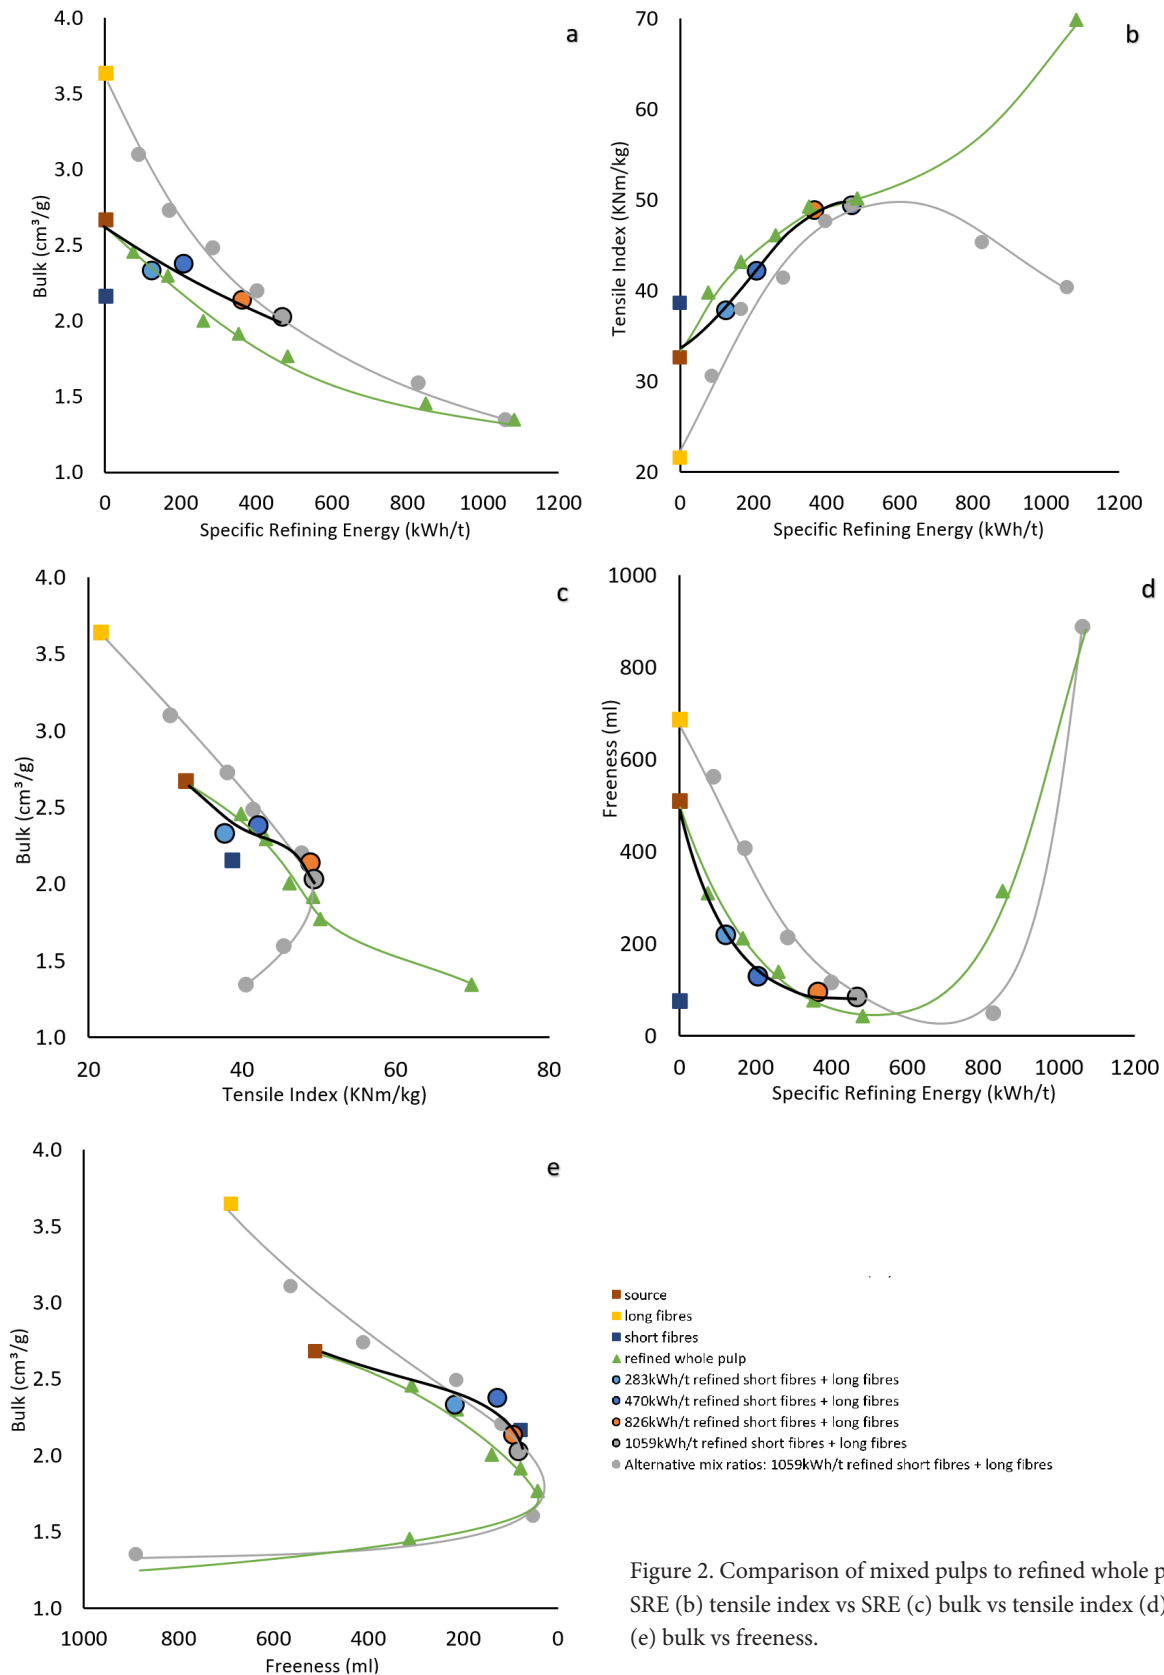 a
4.0
3.5
3.0
2.5
2.0
1.5
1.0
Bulk (cm³/g)
0 200 400 600 800 1000 1200
Specific Refining Energy (kWh/t)
b
70
60
50
40
30
20
Tensile Index (KNm/kg)
0 200 400 600 800 1000 1200
Specific Refining Energy (kWh/t)
c
4.0
3.5
3.0
2.5
2.0
1.5
1.0
Bulk (cm³/g)
20 40 60 80
Tensile Index (KNm/kg)
d
1000
800
600
400
200
0
Freeness (ml)
0 200 400 600 800 1000 1200
Specific Refining Energy (kWh/t)
e
4.0
3.5
3.0
2.5
2.0
1.5
1.0
Bulk (cm³/g)
1000 800 600 400 200 0
Freeness (ml)
source
long fibres
short fibres
refined whole pulp
283kWh/t refined short fibres + long fibres
470kWh/t refined short fibres + long fibres
826kWh/t refined short fibres + long fibres
1059kWh/t refined short fibres + long fibres
Alternative mix ratios: 1059kWh/t refined short fibres + long fibres
Figure 2. Comparison of mixed pulps to refined whole p
SRE (b) tensile index vs SRE (c) bulk vs tensile index (d)
(e) bulk vs freeness.